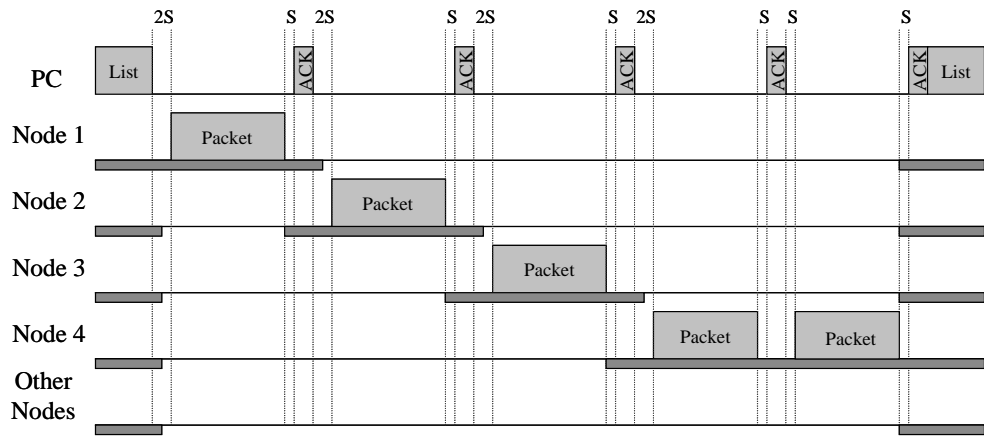 2S S 2S S 2S S 2S S S S
PC List ACK ACK ACK ACK ACK List
Node 1 Packet
Node 2 Packet
Node 3 Packet
Node 4 Packet Packet
Other
Nodes